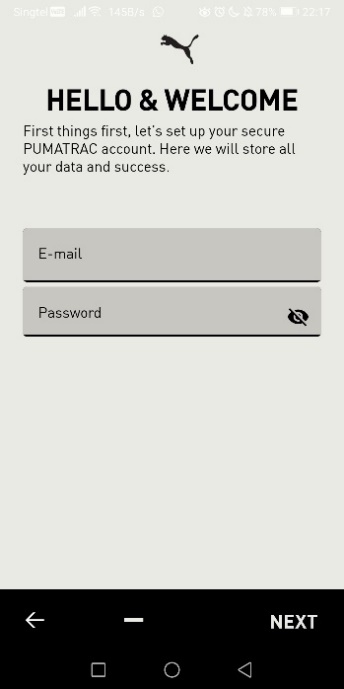 Singtel 145B/s 78% 22:17
HELLO & WELCOME
First things first, let's set up your secure
PUMATRAC account. Here we will store all
your data and success.
E-mail
Password
NEXT